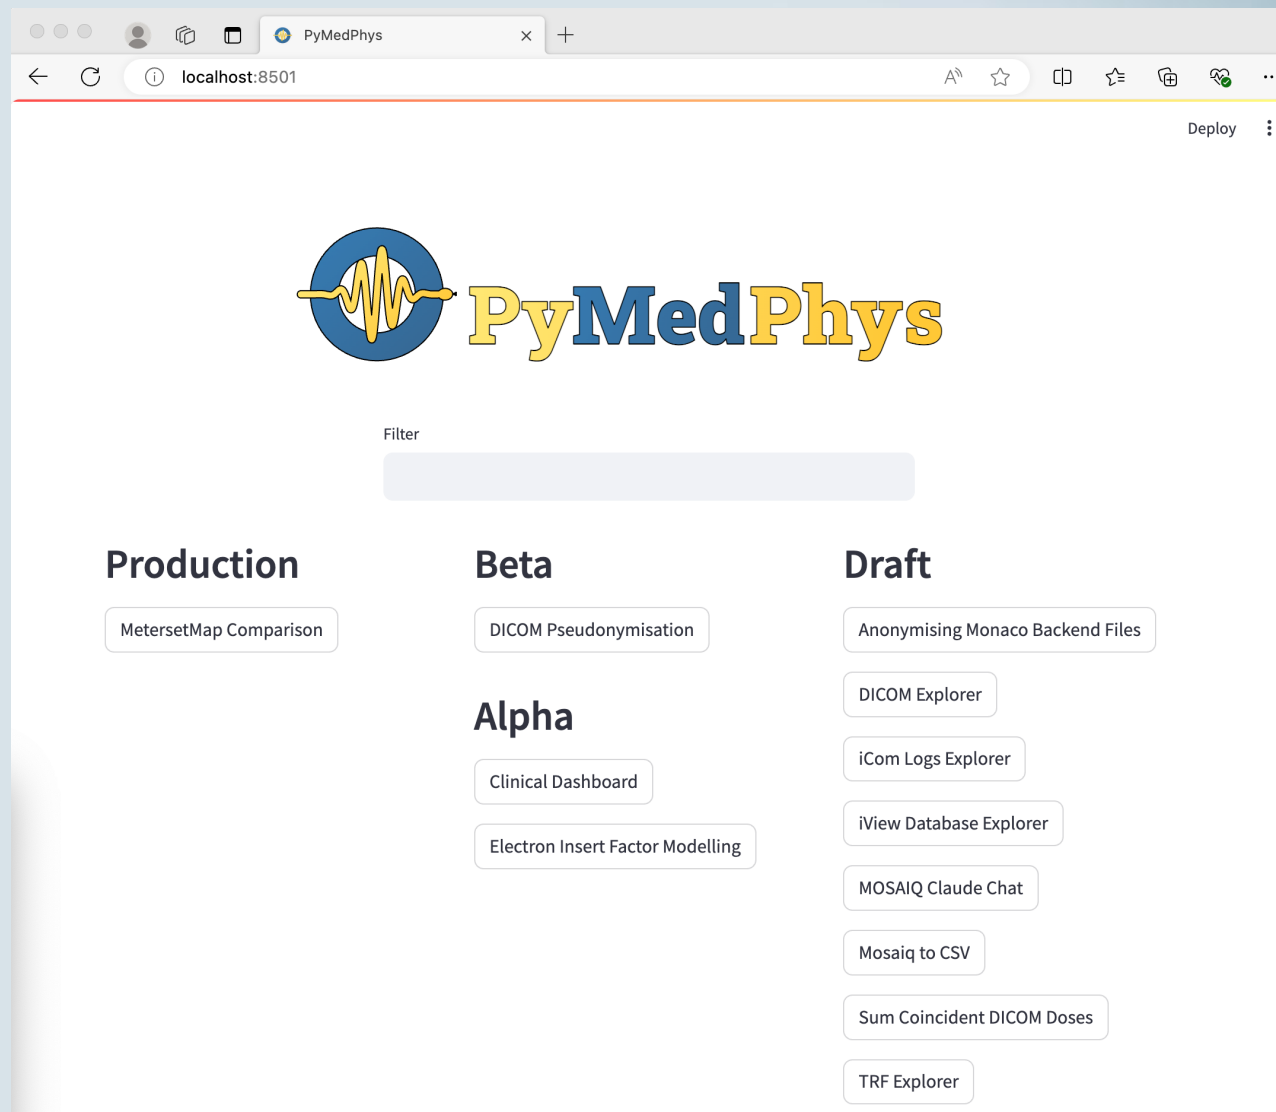 PyMedPhys
localhost:8501
Deploy
PyMedPhys
Filter
Production
MetersetMap Comparison
Beta
DICOM Pseudonymisation
Alpha
Clinical Dashboard
Electron Insert Factor Modelling
Draft
Anonymising Monaco Backend Files
DICOM Explorer
iCom Logs Explorer
iView Database Explorer
MOSAIQ Claude Chat
Mosaiq to CSV
Sum Coincident DICOM Doses
TRF Explorer